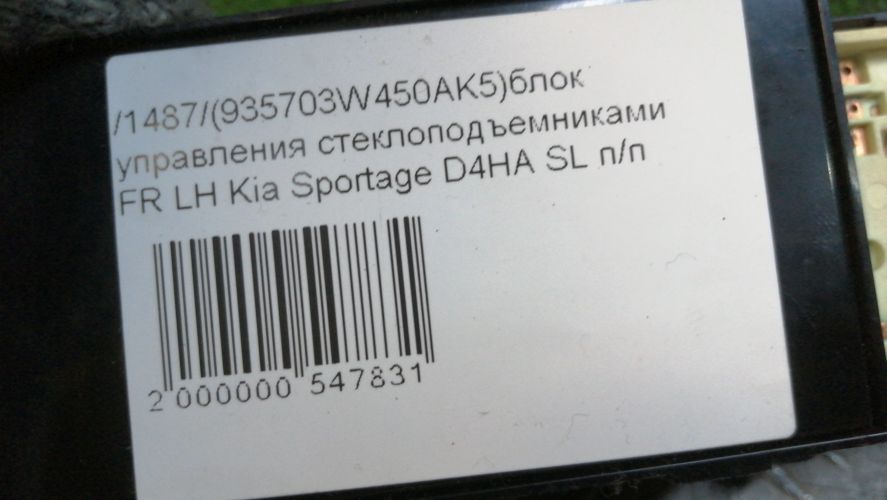 /1487/(935703W450AK5)блок
управления стеклоподъемниками
FR LH Kia Sportage D4HA SL п/п
2 000000 547831